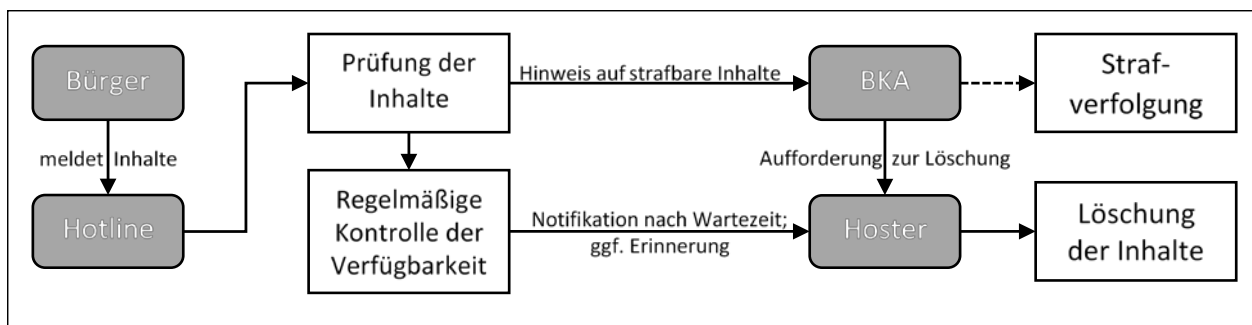 Bürger
meldet Inhalte
Hotline
Prüfung der
Inhalte
Hinweis auf strafbare Inhalte
BKA
Straf-
verfolgung
Aufforderung zur Löschung
Regelmäßige
Kontrolle der
Verfügbarkeit
Notifikation nach Wartezeit;
ggf. Erinnerung
Hoster
Löschung
der Inhalte